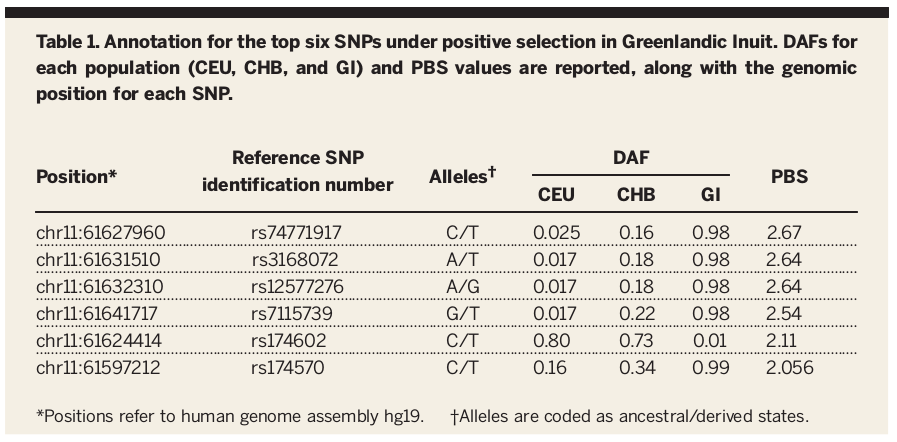 Table 1. Annotation for the top six SNPs under positive selection in Greenlandic Inuit. DAFs for
each population (CEU, CHB, and GI) and PBS values are reported, along with the genomic
position for each SNP.
Position* Reference SNP identification number Alleles† DAF PBS
CEU CHB GI
chr11:61627960 rs74771917 C/T 0.025 0.16 0.98 2.67
chr11:61631510 rs3168072 A/T 0.017 0.18 0.98 2.64
chr11:61632310 rs12577276 A/G 0.017 0.18 0.98 2.64
chr11:61641717 rs7115739 G/T 0.017 0.22 0.98 2.54
chr11:61624414 rs174602 C/T 0.80 0.73 0.01 2.11
chr11:61597212 rs174570 C/T 0.16 0.34 0.99 2.056
*Positions refer to human genome assembly hg19. †Alleles are coded as ancestral/derived states.